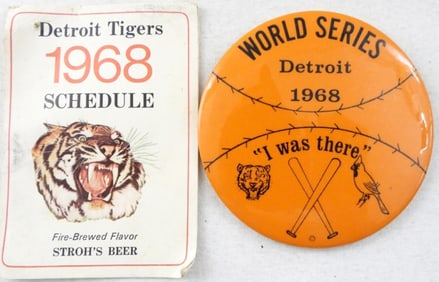 Detroit Tigers
1968
SCHEDULE
Fire-Brewed Flavor
STROH'S BEER
WORLD SERIES
Detroit
1968
"I was there"